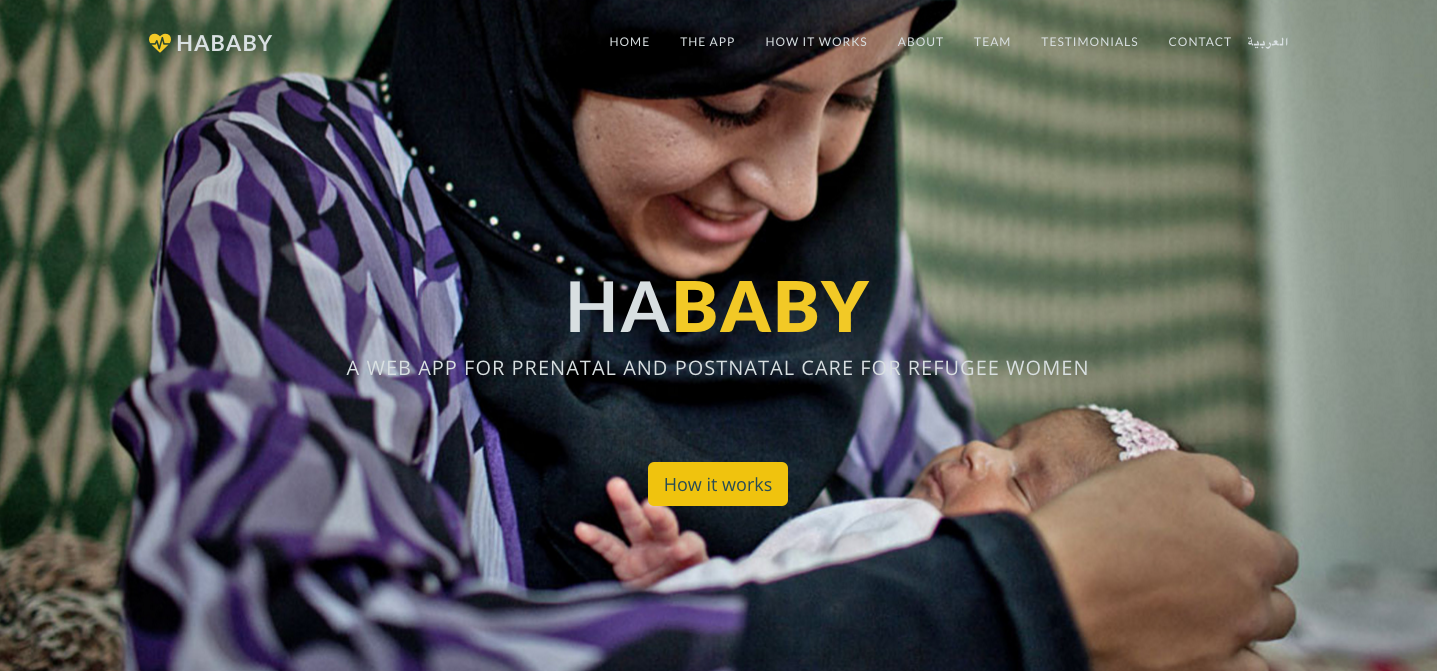 HABABY
HOME THE APP HOW IT WORKS ABOUT TEAM TESTIMONIALS CONTACT العربية
HABABY
A WEB APP FOR PRENATAL AND POSTNATAL CARE FOR REFUGEE WOMEN
How it works